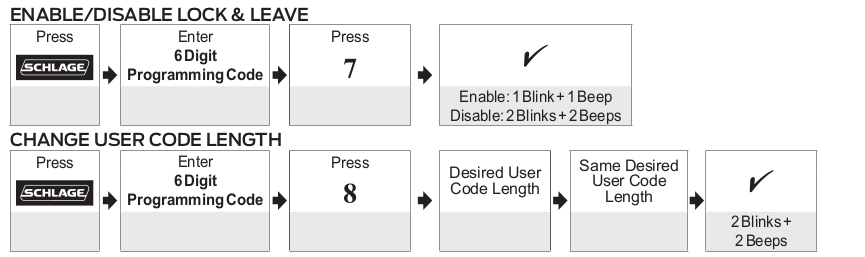 ENABLE/DISABLE LOCK & LEAVE
Press
SCHLAGE
Enter
6 Digit
Programming Code
Press
7
✓
Enable: 1 Blink + 1 Beep
Disable: 2 Blinks + 2 Beeps
CHANGE USER CODE LENGTH
Press
SCHLAGE
Enter
6 Digit
Programming Code
Press
8
Desired User
Code Length
Same Desired
User Code
Length
✓
2 Blinks +
2 Beeps